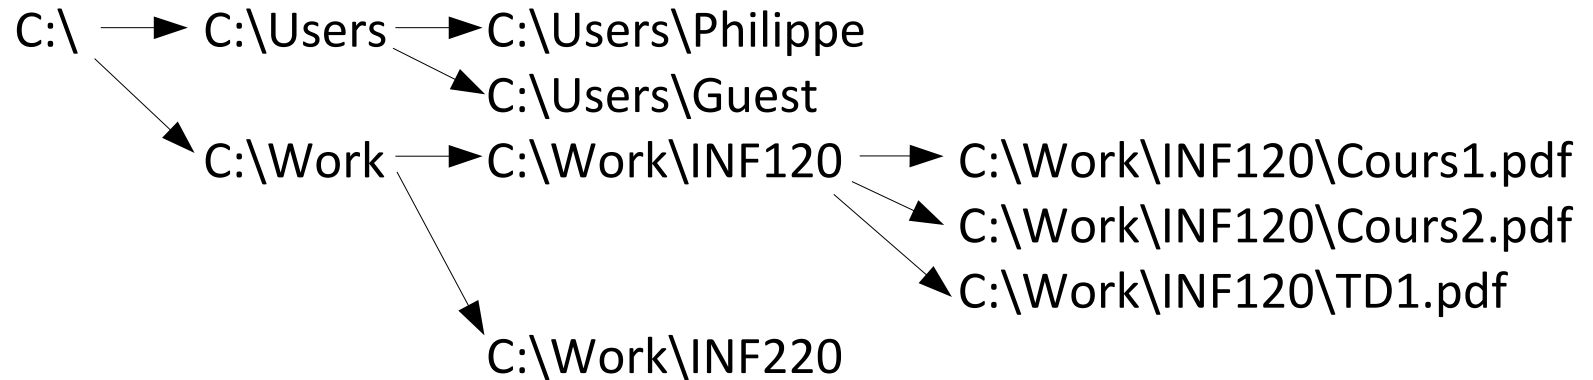 C:\ C:\Users C:\Users\Philippe
C:\Users\Guest
C:\Work C:\Work\INF120 C:\Work\INF120\Cours1.pdf
C:\Work\INF120\Cours2.pdf
C:\Work\INF120\TD1.pdf
C:\Work\INF220